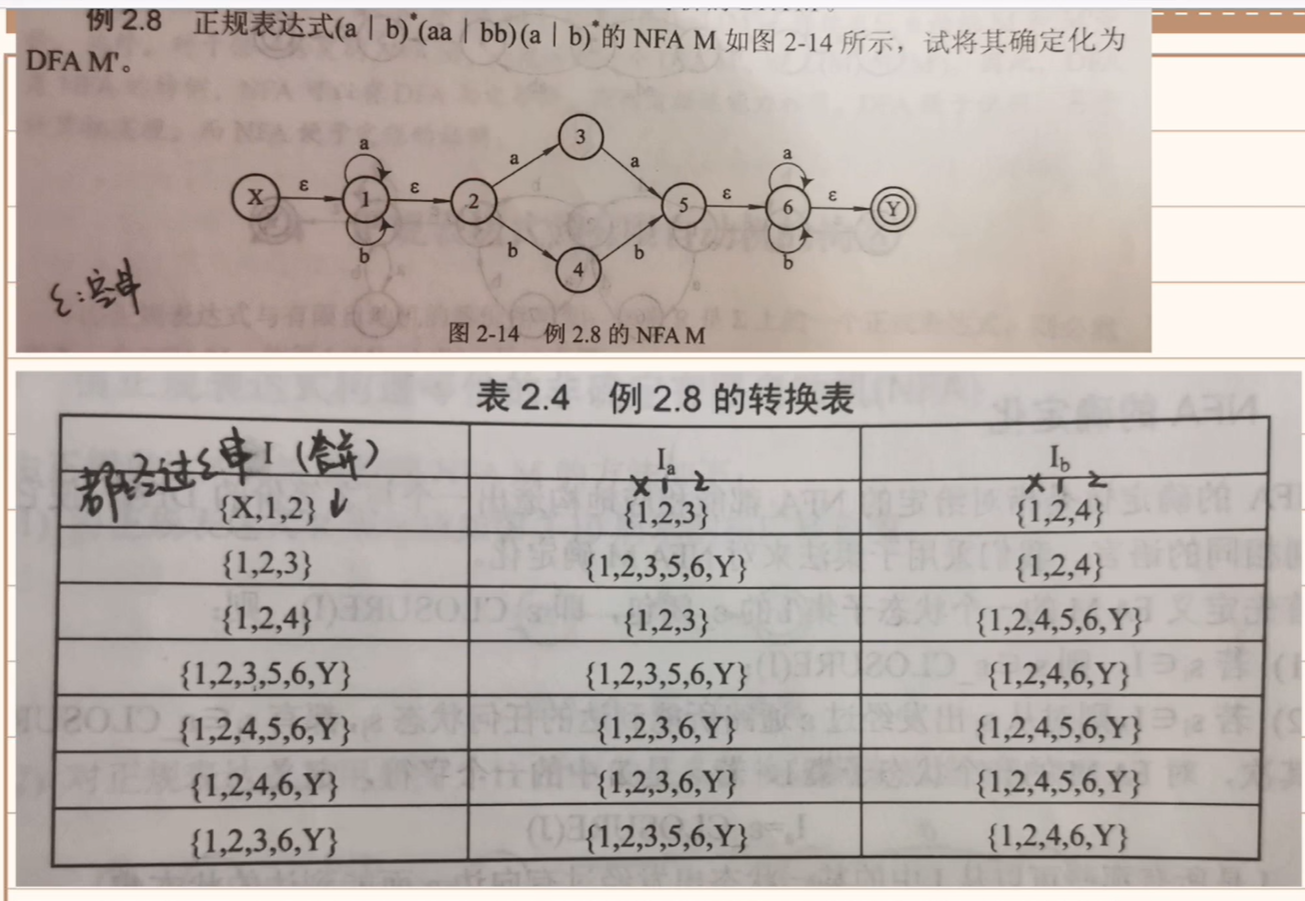 例 2.8 正规表达式(a | b)*(aa | bb)(a | b)*的 NFA M 如图 2-14 所示，试将其确定化为
DFA M'。
a a
3
a a
X ε 1 ε 2 5 ε 6 ε Y
b b
b 4 b
ε:空串
图 2-14 例 2.8 的 NFA M
表 2.4 例 2.8 的转换表
都经过ε串 I (合并) Ia Ib
X 1 2 X 1 2
{X,1,2} ↓ {1,2,3} {1,2,4}
{1,2,3} {1,2,3,5,6,Y} {1,2,4}
{1,2,4} {1,2,3} {1,2,4,5,6,Y}
{1,2,3,5,6,Y} {1,2,3,5,6,Y} {1,2,4,6,Y}
{1,2,4,5,6,Y} {1,2,3,6,Y} {1,2,4,5,6,Y}
{1,2,4,6,Y} {1,2,3,6,Y} {1,2,4,5,6,Y}
{1,2,3,6,Y} {1,2,3,5,6,Y} {1,2,4,6,Y}